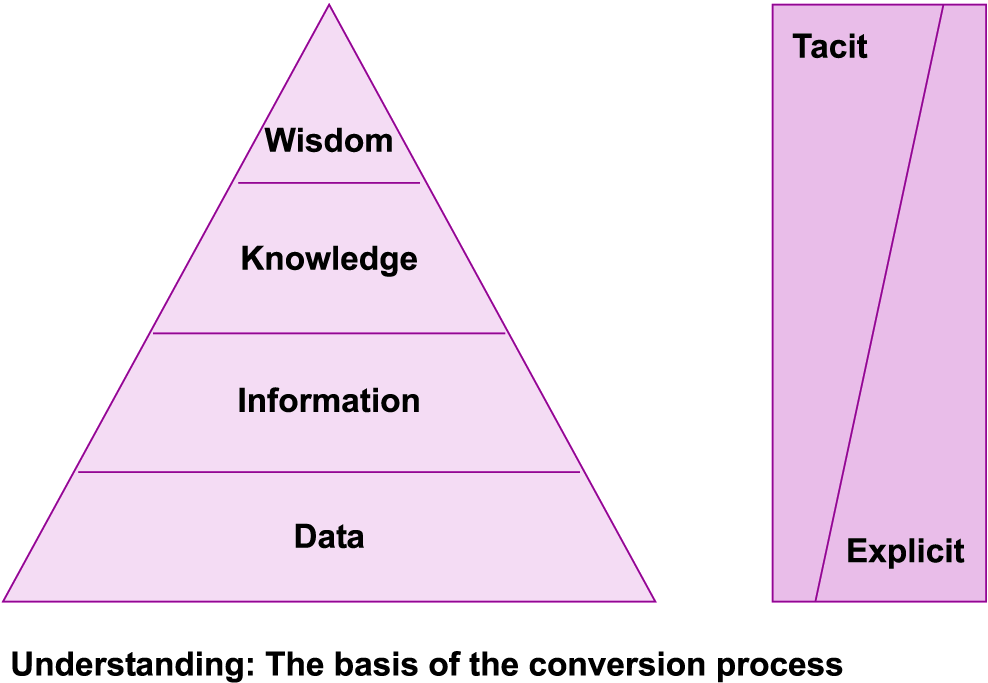 Wisdom
Knowledge
Information
Data
Tacit
Explicit
Understanding: The basis of the conversion process